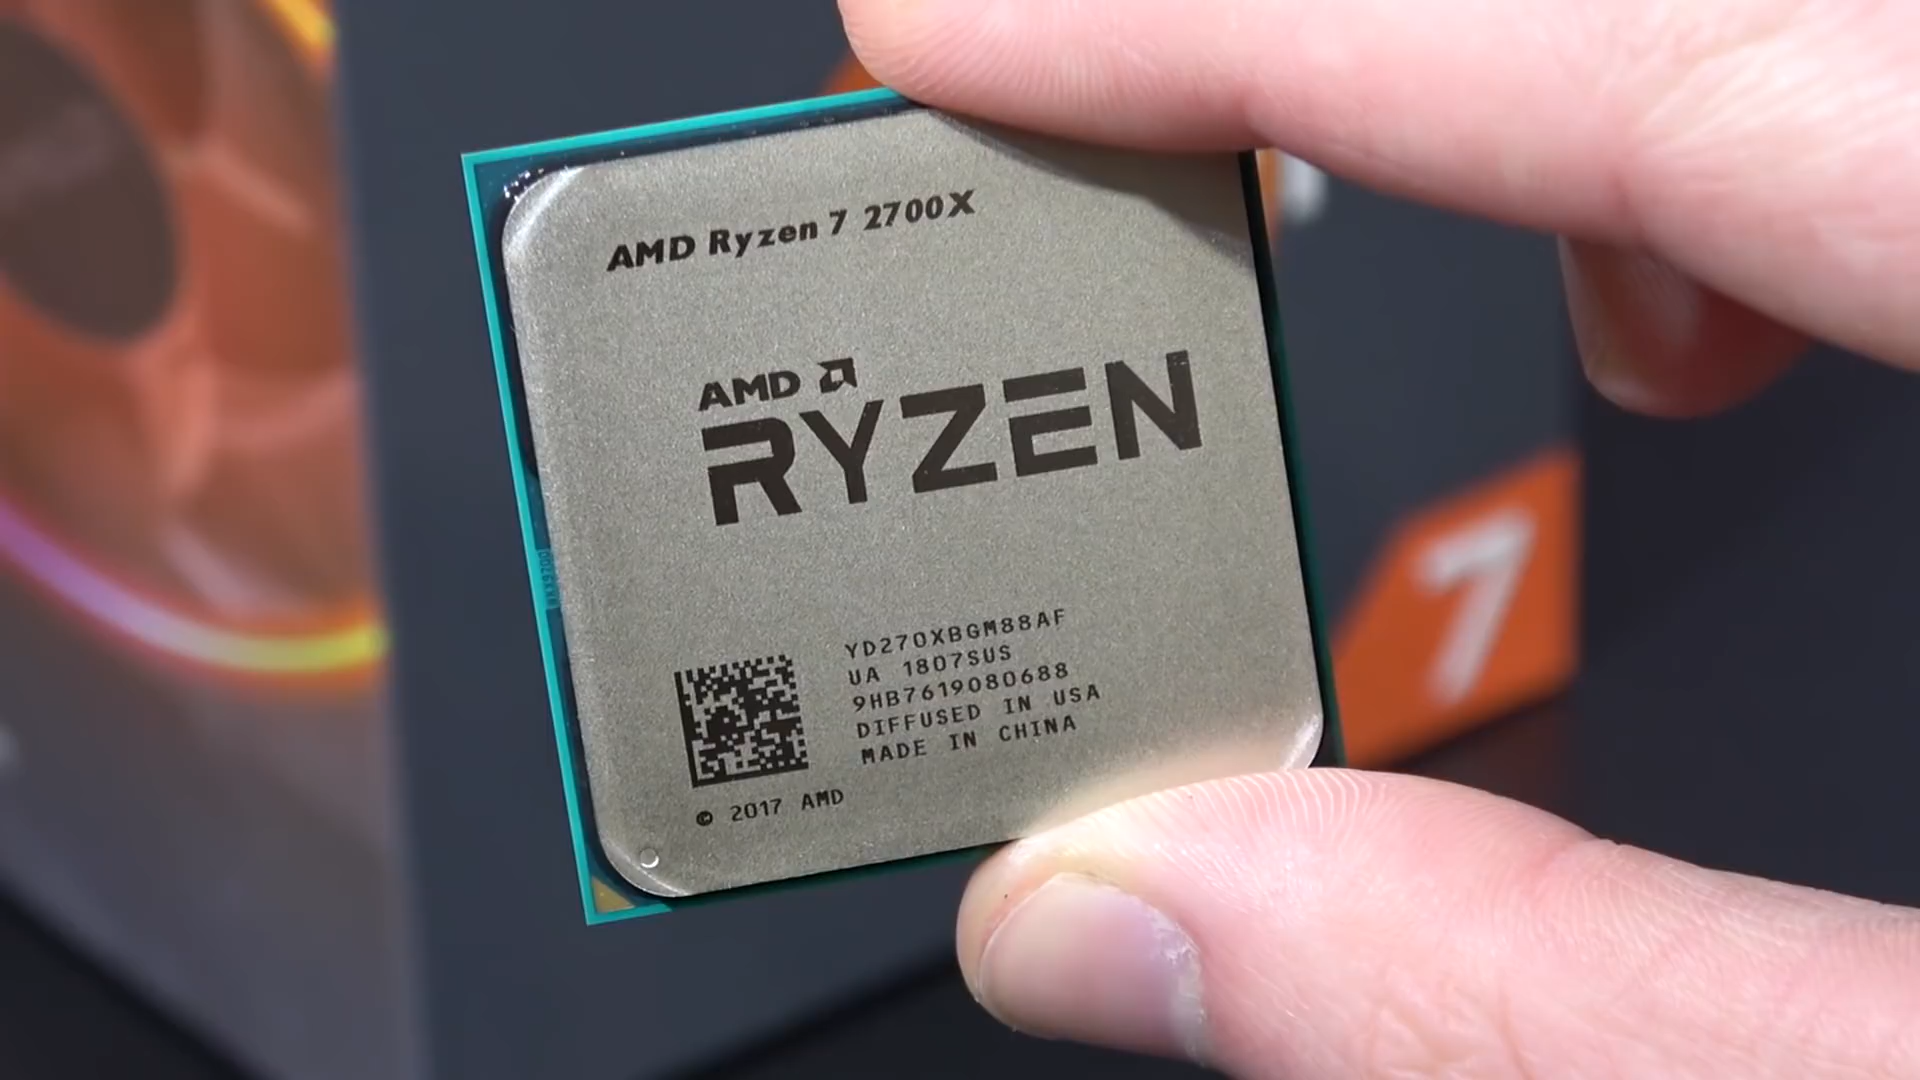 AMD Ryzen 7 2700X
AMD
RYZEN
YD270XBGM88AF
UA 1807SUS
9HB7619080688
DIFFUSED IN USA
MADE IN CHINA
© 2017 AMD
7